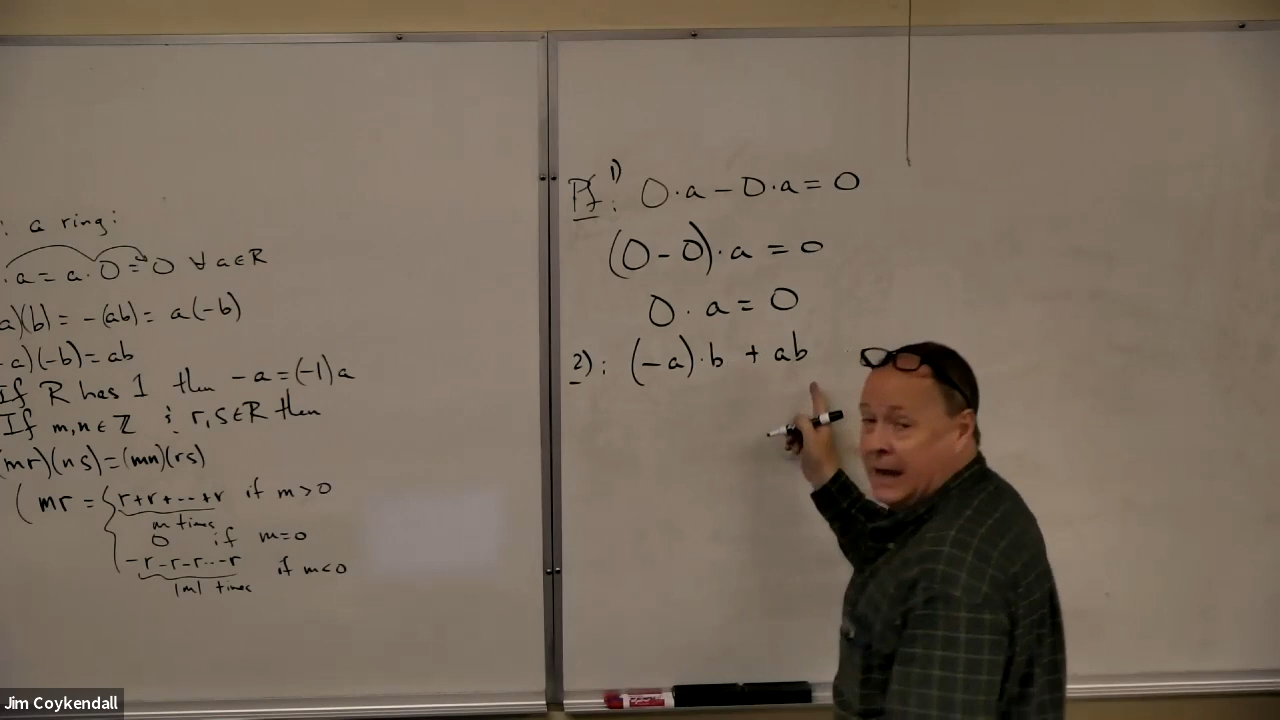 : a ring:
· a = a · 0 = 0 ∀ a ∈ R
a)(b) = -(ab) = a(-b)
-a)(-b) = ab
If R has 1 then -a = (-1)a
If m, n ∈ ℤ & r, s ∈ R then
(mr)(ns) = (mn)(rs)
( mr = { r + r + ... + r if m > 0
m times
0 if m = 0
-r - r - r ... - r if m < 0
|m| times
Pf: 1) 0 · a - 0 · a = 0
(0 - 0) · a = 0
0 · a = 0
2): (-a) · b + ab
Jim Coykendall